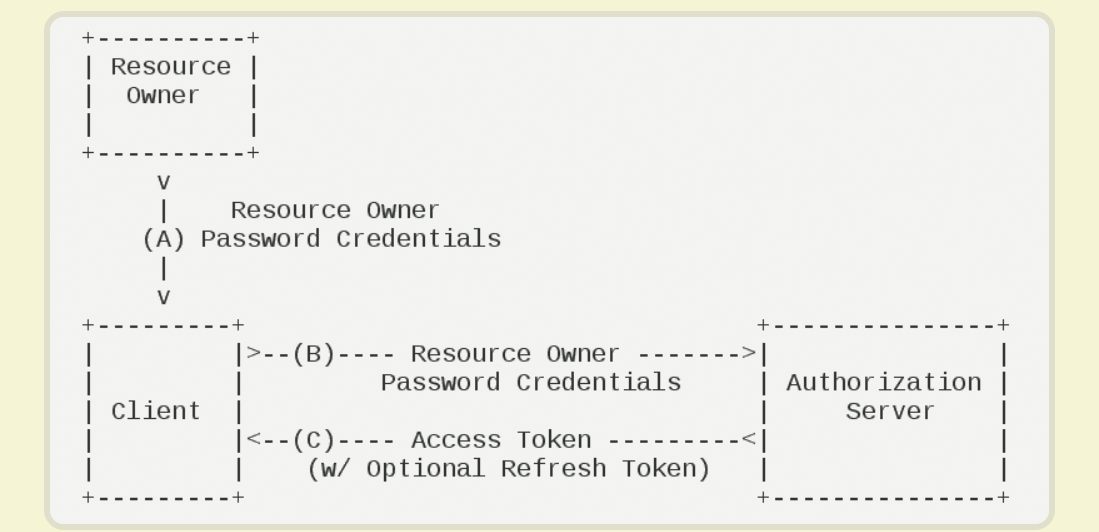 +----------+
| Resource |
|  Owner   |
|          |
+----------+
     v
     |    Resource Owner
    (A) Password Credentials
     |
     v
+---------+                                  +---------------+
|         |>--(B)---- Resource Owner ------->|               |
|         |         Password Credentials     | Authorization |
| Client  |                                  |     Server    |
|         |<--(C)---- Access Token ---------<|               |
|         |    (w/ Optional Refresh Token)   |               |
+---------+                                  +---------------+